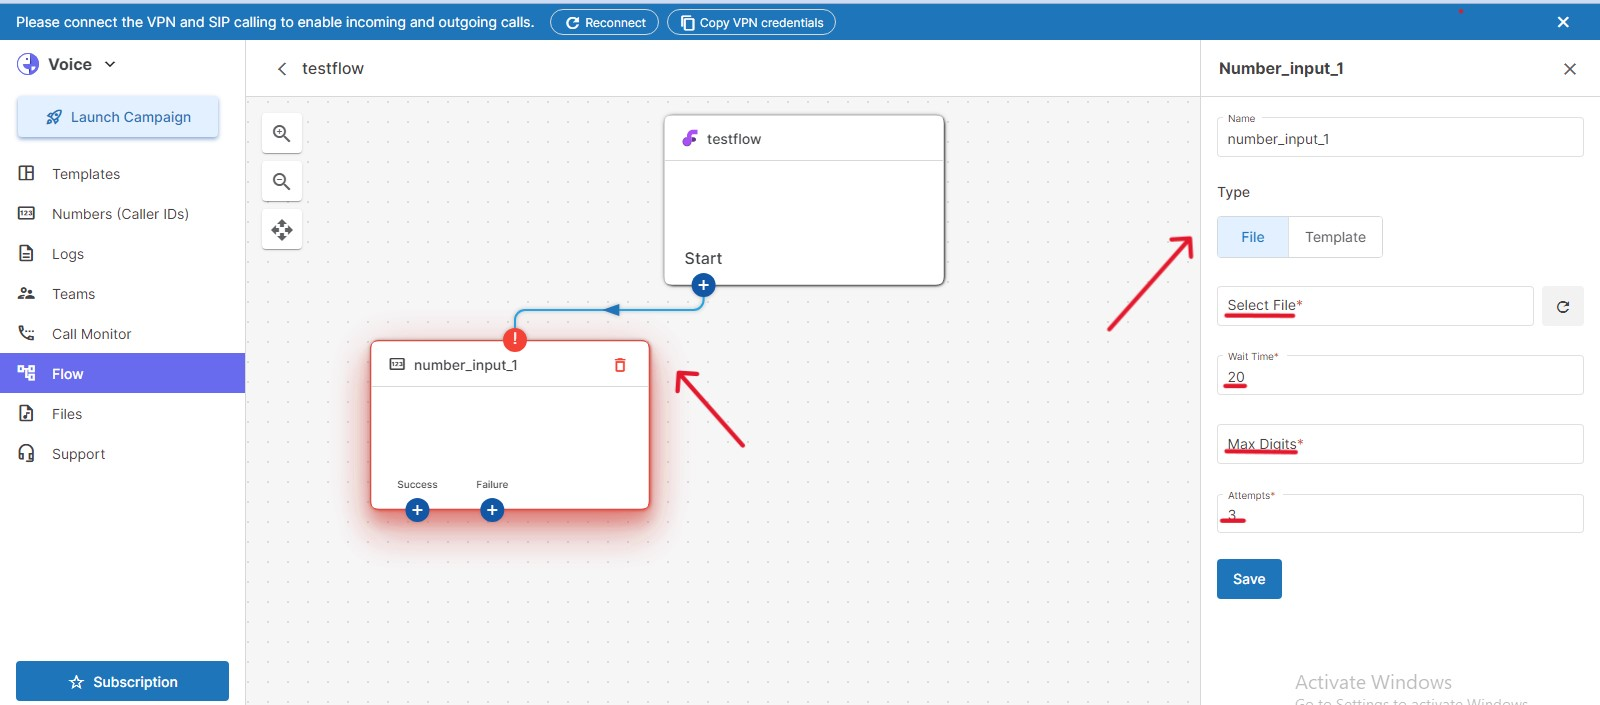 Please connect the VPN and SIP calling to enable incoming and outgoing calls. Reconnect Copy VPN credentials
Voice
Launch Campaign
Templates
Numbers (Caller IDs)
Logs
Teams
Call Monitor
Flow
Files
Support
Subscription
testflow
testflow
Start
!
123 number_input_1
Success Failure
Number_input_1
Name
number_input_1
Type
File Template
Select File*
Wait Time*
20
Max Digits*
Attempts*
3
Save
Activate Windows
Go to Settings to activate Windows.